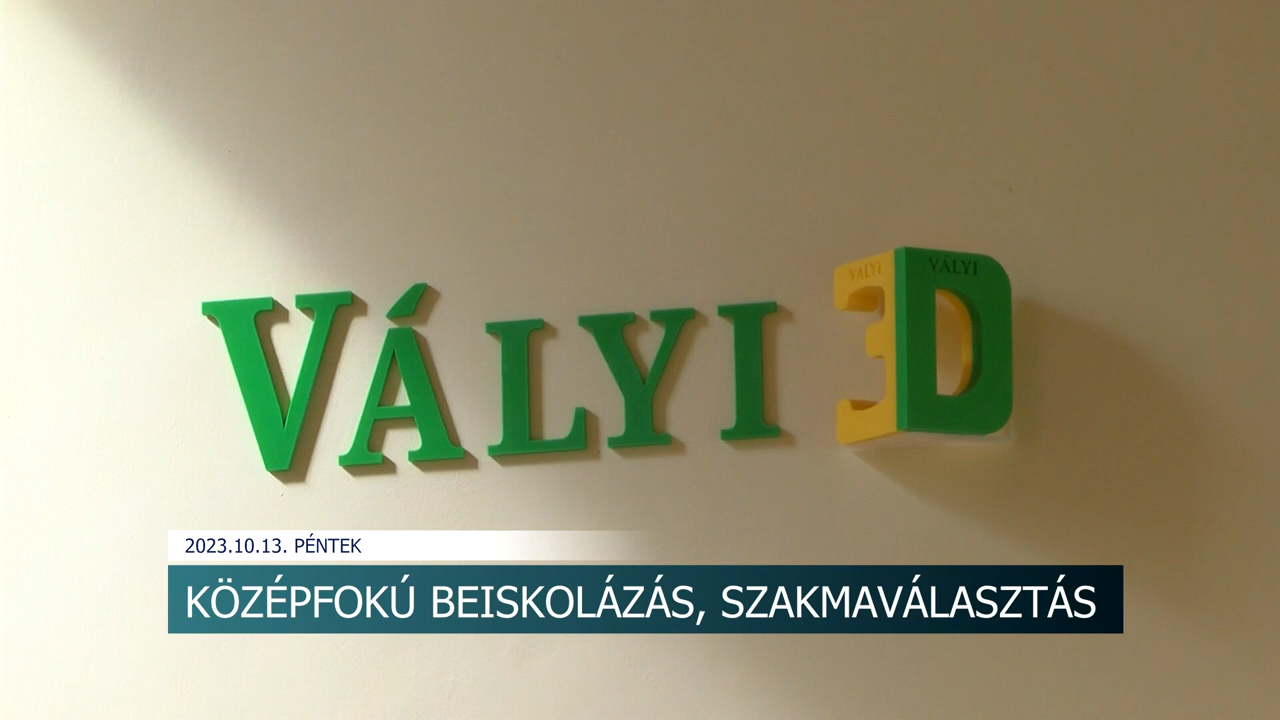 VÁLYI 3D
VÁLYI VÁLYI
2023.10.13. PÉNTEK
KÖZÉPFOKÚ BEISKOLÁZÁS, SZAKMAVÁLASZTÁS